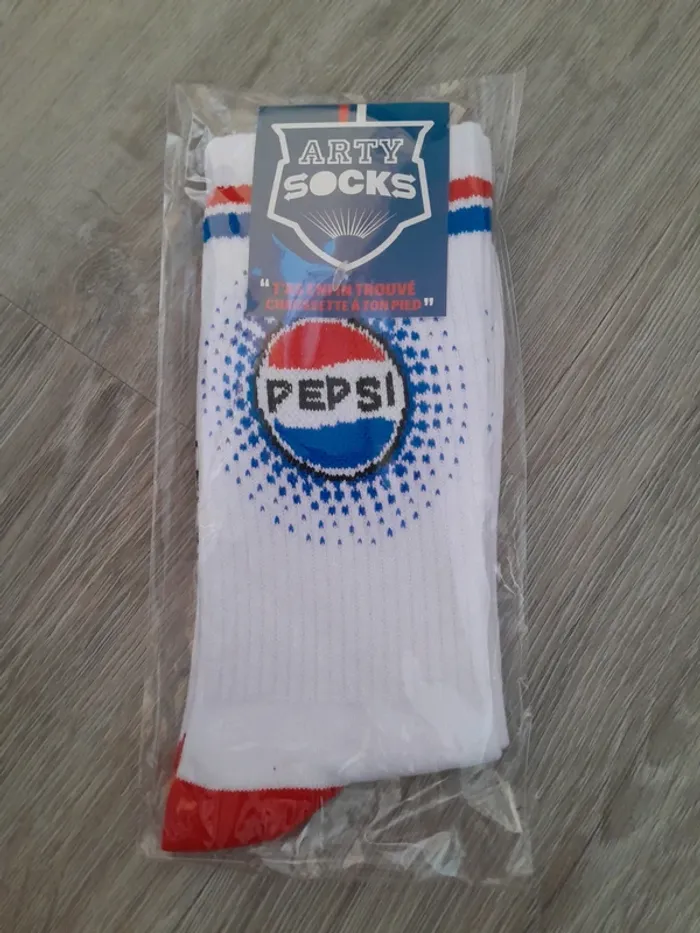 ARTY
SOCKS
"T'AS ENFIN TROUVÉ
CHAUSSETTE À TON PIED"
PEPSI